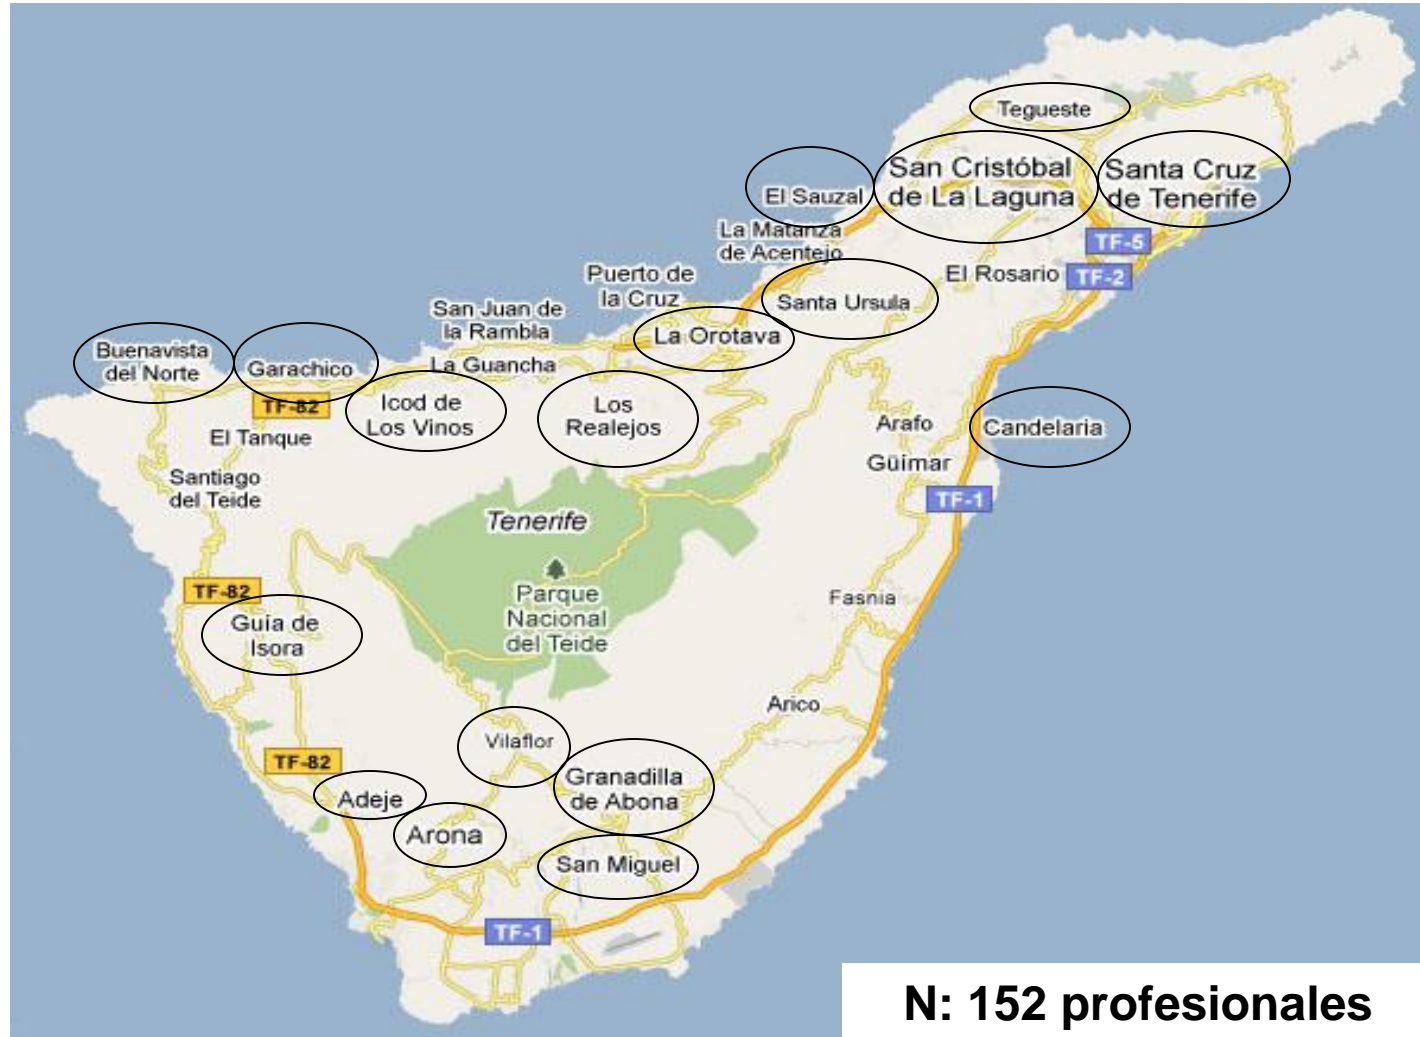 Tegueste
San Cristóbal
de La Laguna
Santa Cruz
de Tenerife
El Sauzal
La Matanza
de Acentejo
TF-5
El Rosario
TF-2
Puerto de
la Cruz
Santa Ursula
San Juan de
la Rambla
La Orotava
Buenavista
del Norte
Garachico
La Guancha
TF-82
Icod de
Los Vinos
Los
Realejos
El Tanque
Arafo
Candelaria
Güímar
Santiago
del Teide
TF-1
Tenerife
TF-82
Parque
Nacional
del Teide
Fasnia
Guía de
Isora
Arico
Vilaflor
TF-82
Granadilla
de Abona
Adeje
Arona
San Miguel
TF-1
N: 152 profesionales